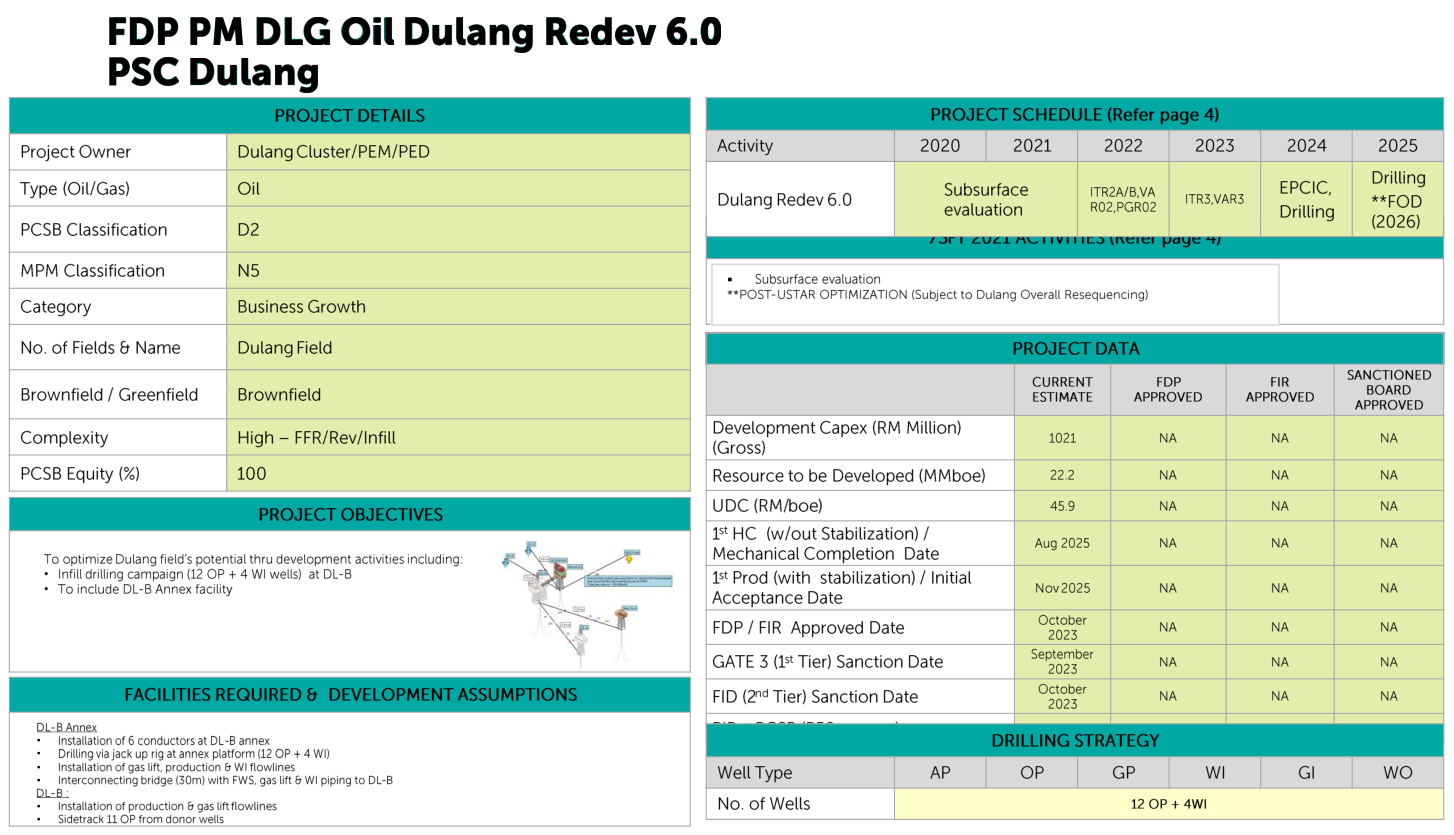 FDP PM DLG Oil Dulang Redev 6.0
PSC Dulang
PROJECT DETAILS
Project Owner Dulang Cluster/PEM/PED
Type (Oil/Gas) Oil
PCSB Classification D2
MPM Classification N5
Category Business Growth
No. of Fields & Name Dulang Field
Brownfield / Greenfield Brownfield
Complexity High – FFR/Rev/Infill
PCSB Equity (%) 100
PROJECT OBJECTIVES
To optimize Dulang field's potential thru development activities including:
• Infill drilling campaign (12 OP + 4 WI wells) at DL-B
• To include DL-B Annex facility
FACILITIES REQUIRED & DEVELOPMENT ASSUMPTIONS
DL-B Annex
• Installation of 6 conductors at DL-B annex
• Drilling via jack up rig at annex platform (12 OP + 4 WI)
• Installation of gas lift, production & WI flowlines
• Interconnecting bridge (30m) with FWS, gas lift & WI piping to DL-B
DL-B :
• Installation of production & gas lift flowlines
• Sidetrack 11 OP from donor wells
PROJECT SCHEDULE (Refer page 4)
Activity 2020 2021 2022 2023 2024 2025
Dulang Redev 6.0
Subsurface
evaluation
ITR2A/B,VA
R02,PGR02
ITR3,VAR3
EPCIC,
Drilling
Drilling
**FOD
(2026)
2021 ACTIVITIES (Refer page 4)
▪ Subsurface evaluation
**POST-USTAR OPTIMIZATION (Subject to Dulang Overall Resequencing)
PROJECT DATA
CURRENT
ESTIMATE
FDP
APPROVED
FIR
APPROVED
SANCTIONED
BOARD
APPROVED
Development Capex (RM Million)
(Gross)
1021 NA NA NA
Resource to be Developed (MMboe) 22.2 NA NA NA
UDC (RM/boe) 45.9 NA NA NA
1st HC (w/out Stabilization) /
Mechanical Completion Date
Aug 2025 NA NA NA
1st Prod (with stabilization) / Initial
Acceptance Date
Nov 2025 NA NA NA
FDP / FIR Approved Date
October
2023
NA NA NA
GATE 3 (1st Tier) Sanction Date
September
2023
NA NA NA
FID (2nd Tier) Sanction Date
October
2023
NA NA NA
DRILLING STRATEGY
Well Type AP OP GP WI GI WO
No. of Wells 12 OP + 4WI